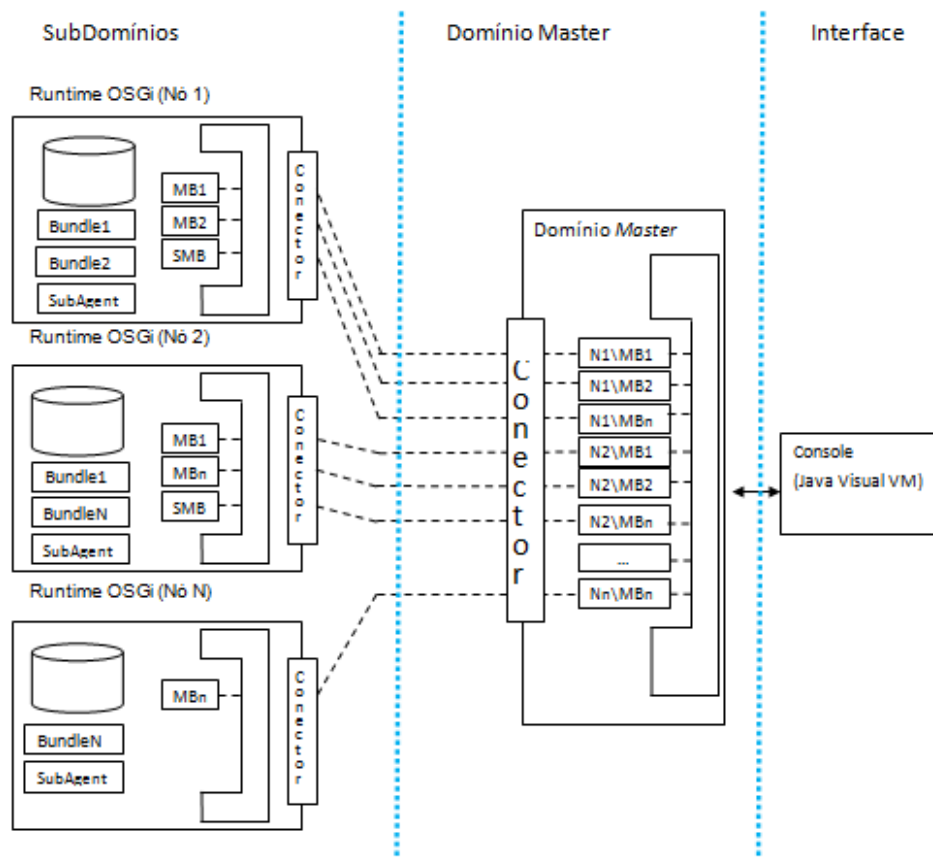 SubDomínios
Domínio Master
Interface
Runtime OSGi (Nó 1)
Bundle1
Bundle2
SubAgent
MB1
MB2
SMB
Conector
Runtime OSGi (Nó 2)
Bundle1
BundleN
SubAgent
MB1
MBn
SMB
Conector
Runtime OSGi (Nó N)
BundleN
SubAgent
MBn
Conector
Domínio Master
Conector
N1\MB1
N1\MB2
N1\MBn
N2\MB1
N2\MB2
N2\MBn
...
Nn\MBn
Console
(Java Visual VM)